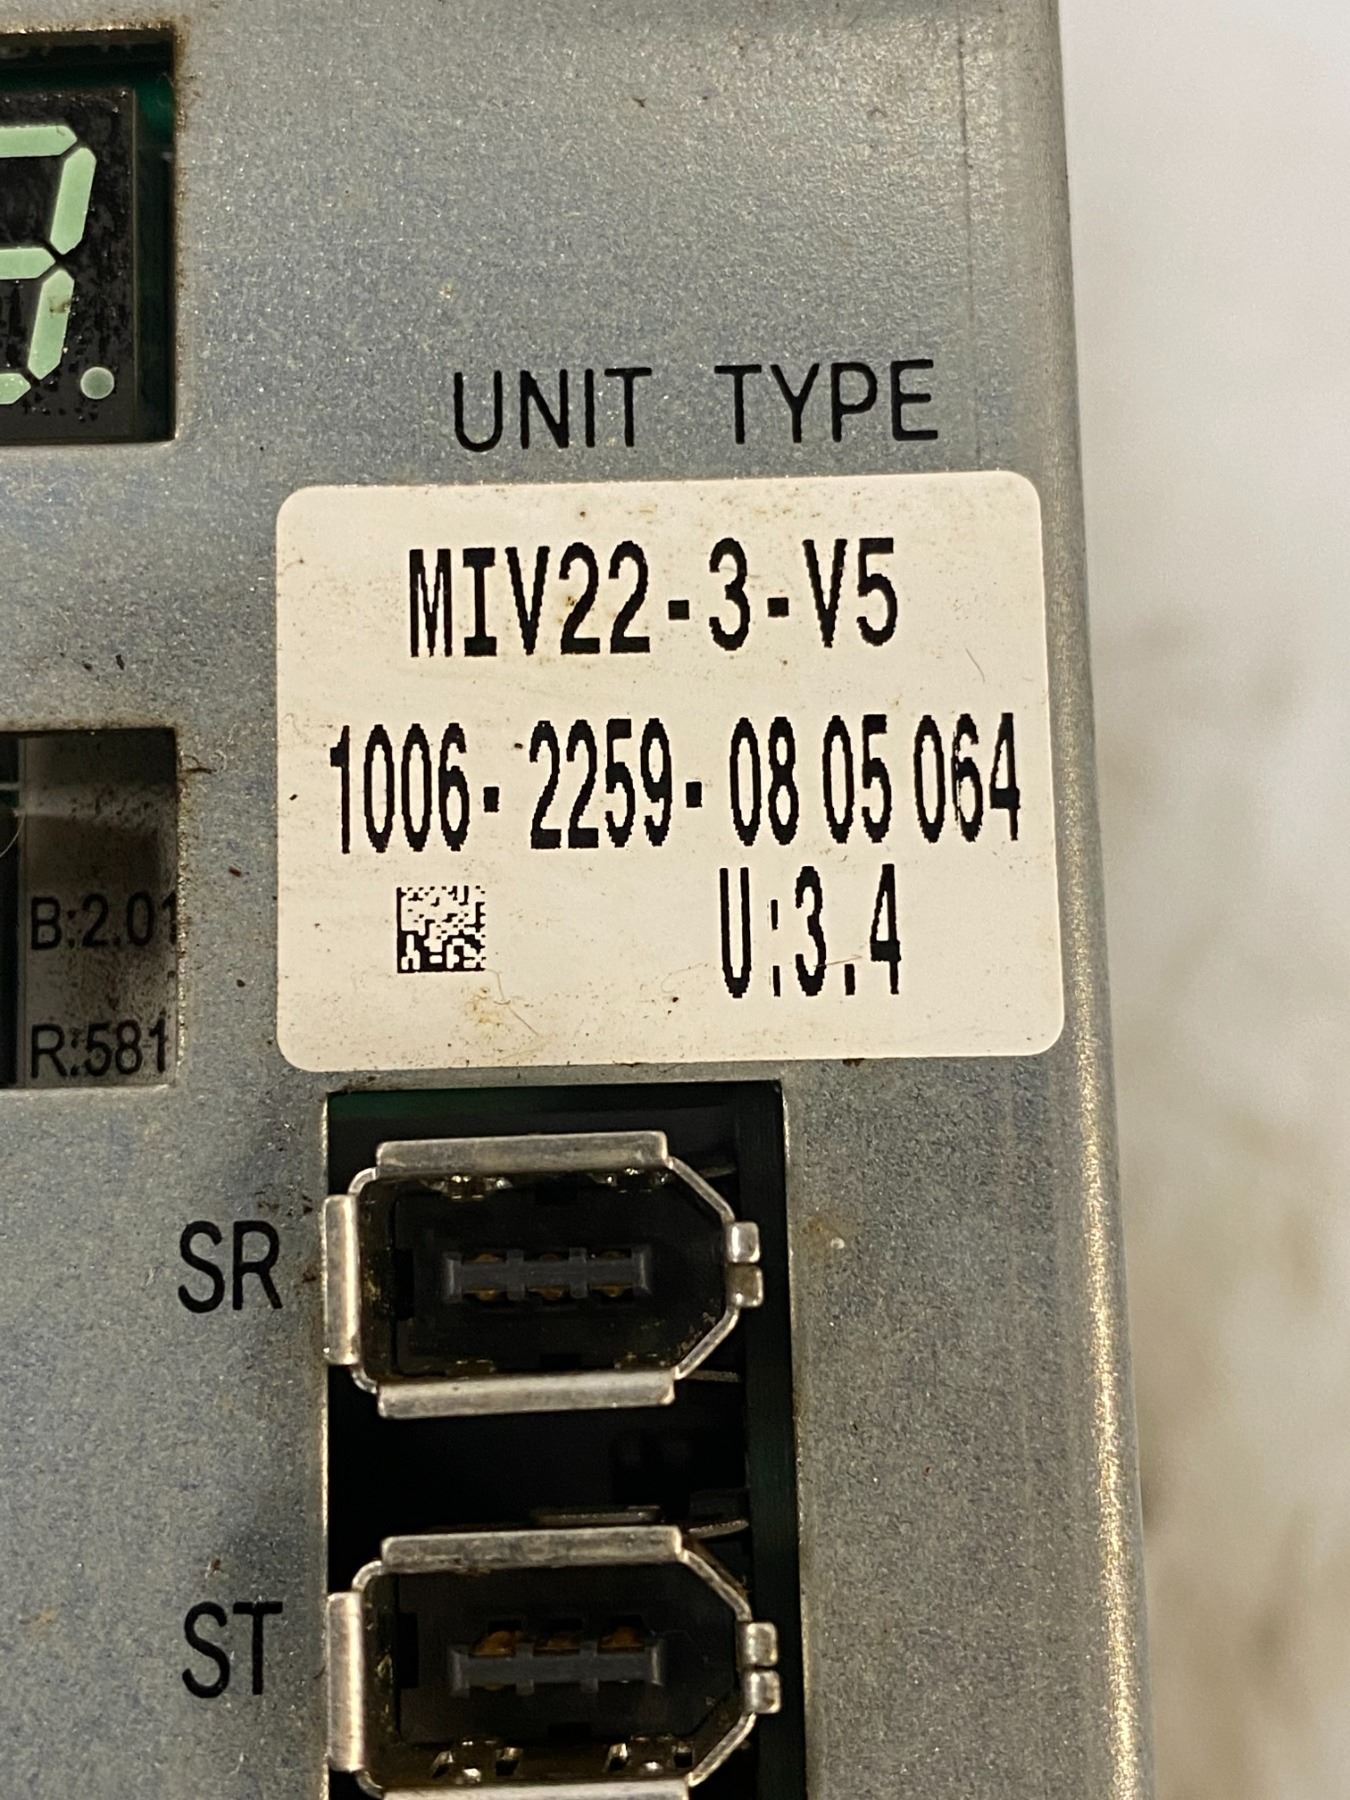 UNIT TYPE
MIV22-3-V5
1006-2259-08 05 064
U:3.4
B:2.01
R:581
SR
ST